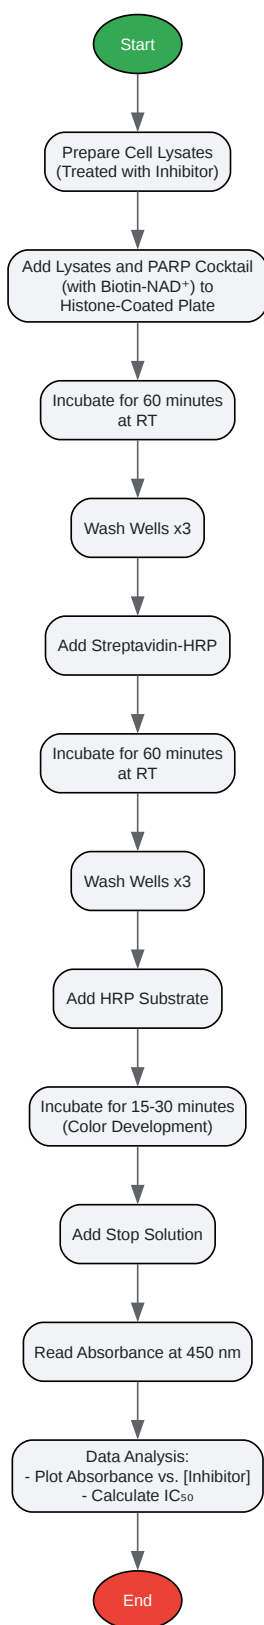 Start
Prepare Cell Lysates
(Treated with Inhibitor)
Add Lysates and PARP Cocktail
(with Biotin-NAD⁺) to
Histone-Coated Plate
Incubate for 60 minutes
at RT
Wash Wells x3
Add Streptavidin-HRP
Incubate for 60 minutes
at RT
Wash Wells x3
Add HRP Substrate
Incubate for 15-30 minutes
(Color Development)
Add Stop Solution
Read Absorbance at 450 nm
Data Analysis:
- Plot Absorbance vs. [Inhibitor]
- Calculate IC₅₀
End